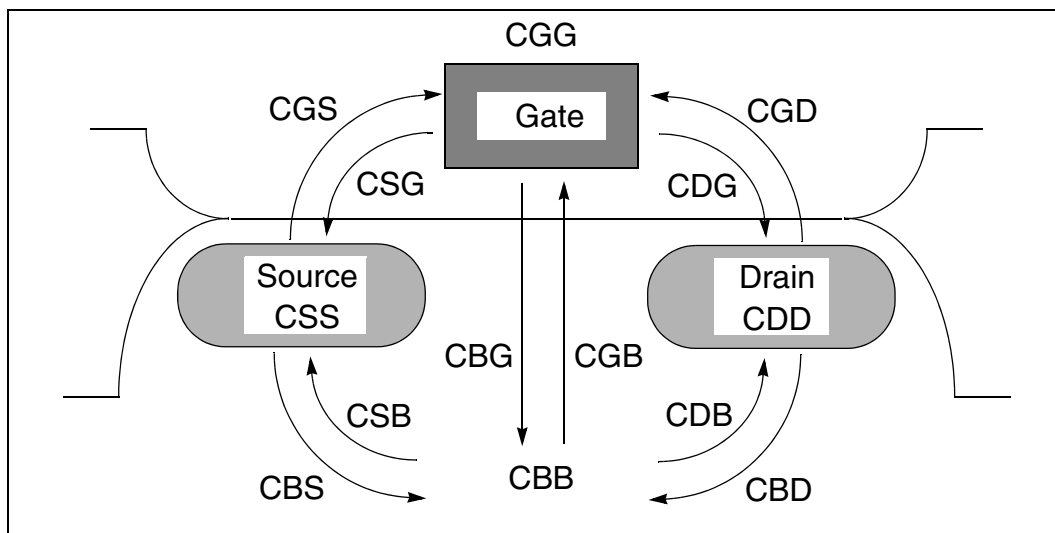 CGG
Gate
CGS
CGD
CSG
CDG
Source
CSS
Drain
CDD
CBG
CGB
CSB
CDB
CBS
CBB
CBD